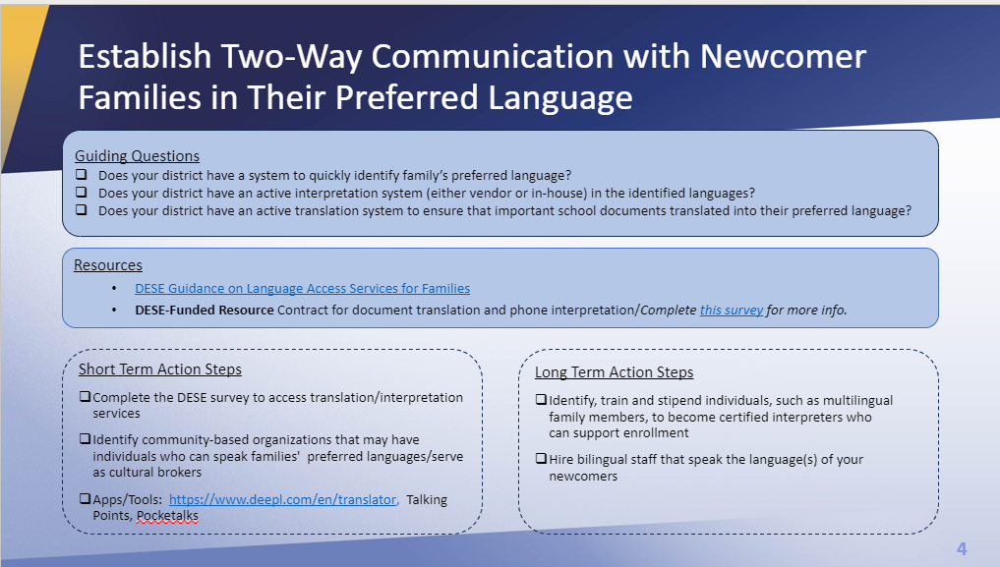 Establish Two-Way Communication with Newcomer
Families in Their Preferred Language
Guiding Questions
❑ Does your district have a system to quickly identify family’s preferred language?
❑ Does your district have an active interpretation system (either vendor or in-house) in the identified languages?
❑ Does your district have an active translation system to ensure that important school documents translated into their preferred language?
Resources
• DESE Guidance on Language Access Services for Families
• DESE-Funded Resource Contract for document translation and phone interpretation/Complete this survey for more info.
Short Term Action Steps
❑Complete the DESE survey to access translation/interpretation
services
❑Identify community-based organizations that may have
individuals who can speak families'  preferred languages/serve
as cultural brokers
❑Apps/Tools:  https://www.deepl.com/en/translator,  Talking
Points, Pocketalks
Long Term Action Steps
❑Identify, train and stipend individuals, such as multilingual
family members, to become certified interpreters who
can support enrollment
❑Hire bilingual staff that speak the language(s) of your
newcomers
4